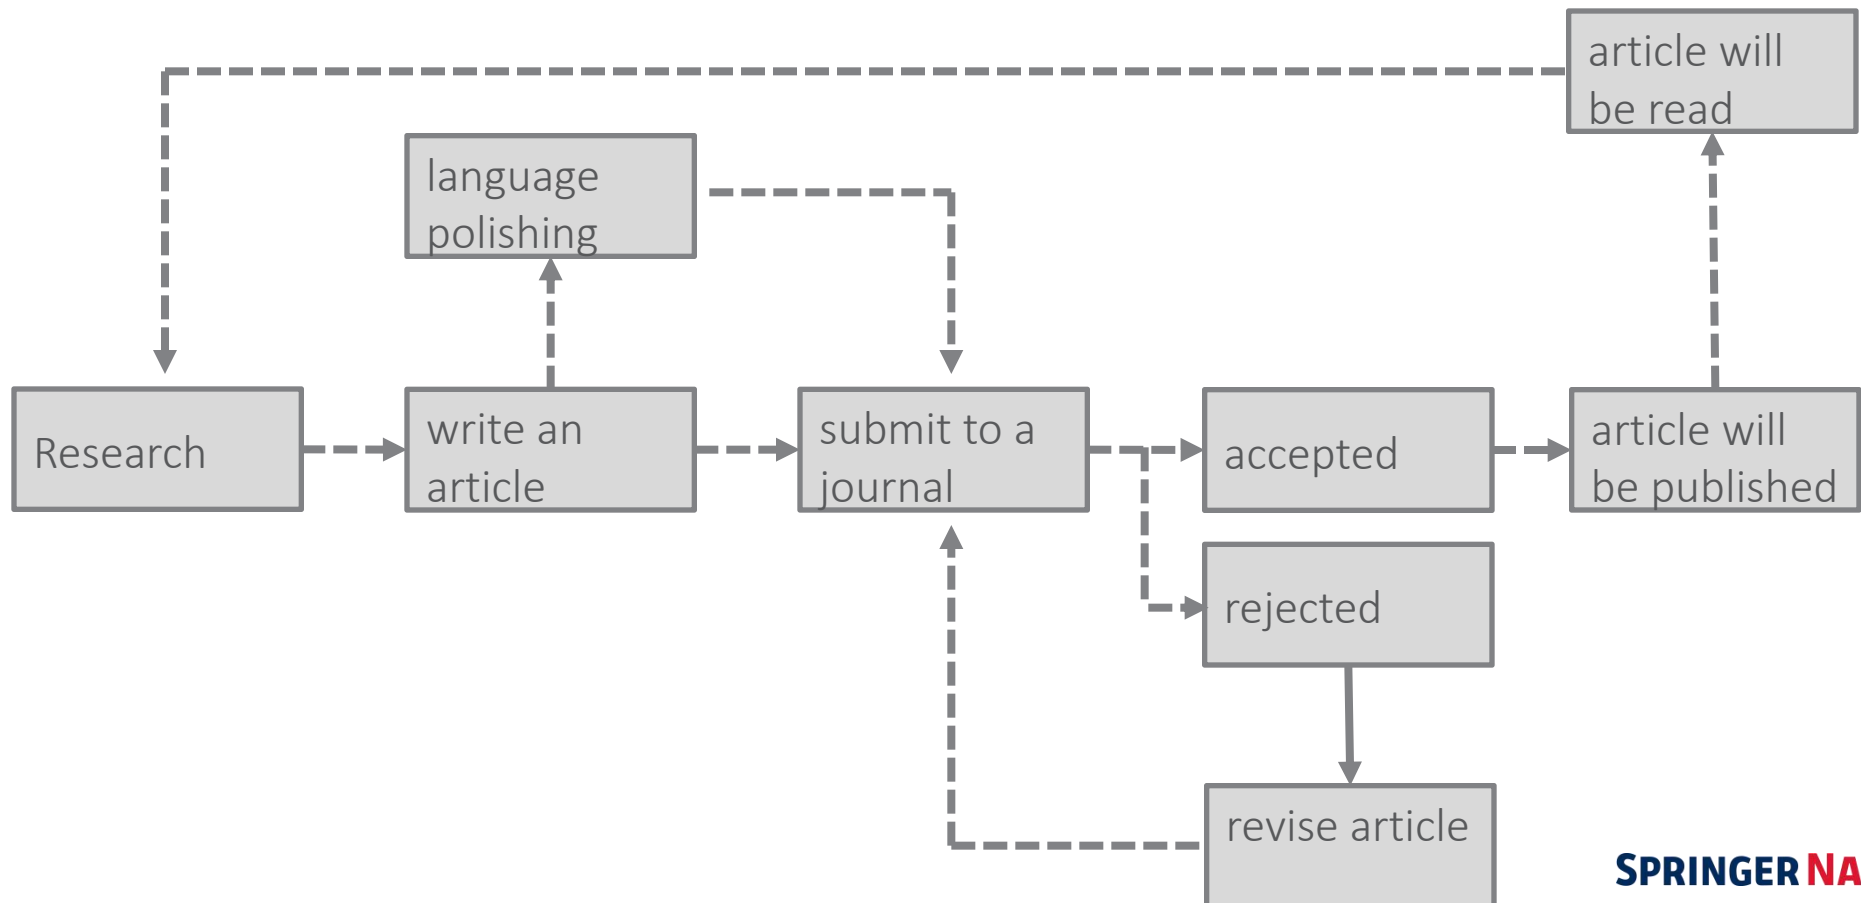 article will
be read
language
polishing
Research
write an
article
submit to a
journal
accepted
article will
be published
rejected
revise article
SPRINGER NA